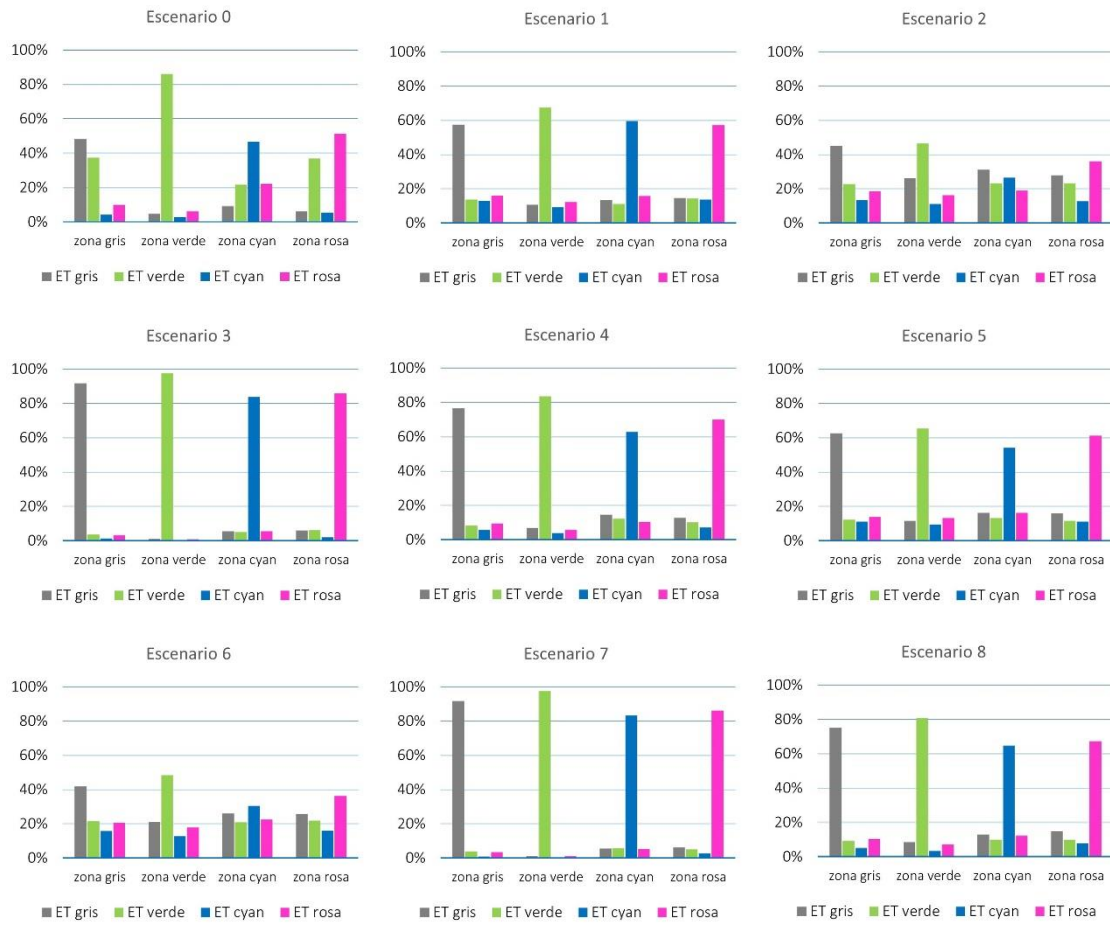 Escenario 0
100%
80%
60%
40%
20%
0%
zona gris zona verde zona cyan zona rosa
ET gris ET verde ET cyan ET rosa
Escenario 1
100%
80%
60%
40%
20%
0%
zona gris zona verde zona cyan zona rosa
ET gris ET verde ET cyan ET rosa
Escenario 2
100%
80%
60%
40%
20%
0%
zona gris zona verde zona cyan zona rosa
ET gris ET verde ET cyan ET rosa
Escenario 3
100%
80%
60%
40%
20%
0%
zona gris zona verde zona cyan zona rosa
ET gris ET verde ET cyan ET rosa
Escenario 4
100%
80%
60%
40%
20%
0%
zona gris zona verde zona cyan zona rosa
ET gris ET verde ET cyan ET rosa
Escenario 5
100%
80%
60%
40%
20%
0%
zona gris zona verde zona cyan zona rosa
ET gris ET verde ET cyan ET rosa
Escenario 6
100%
80%
60%
40%
20%
0%
zona gris zona verde zona cyan zona rosa
ET gris ET verde ET cyan ET rosa
Escenario 7
100%
80%
60%
40%
20%
0%
zona gris zona verde zona cyan zona rosa
ET gris ET verde ET cyan ET rosa
Escenario 8
100%
80%
60%
40%
20%
0%
zona gris zona verde zona cyan zona rosa
ET gris ET verde ET cyan ET rosa